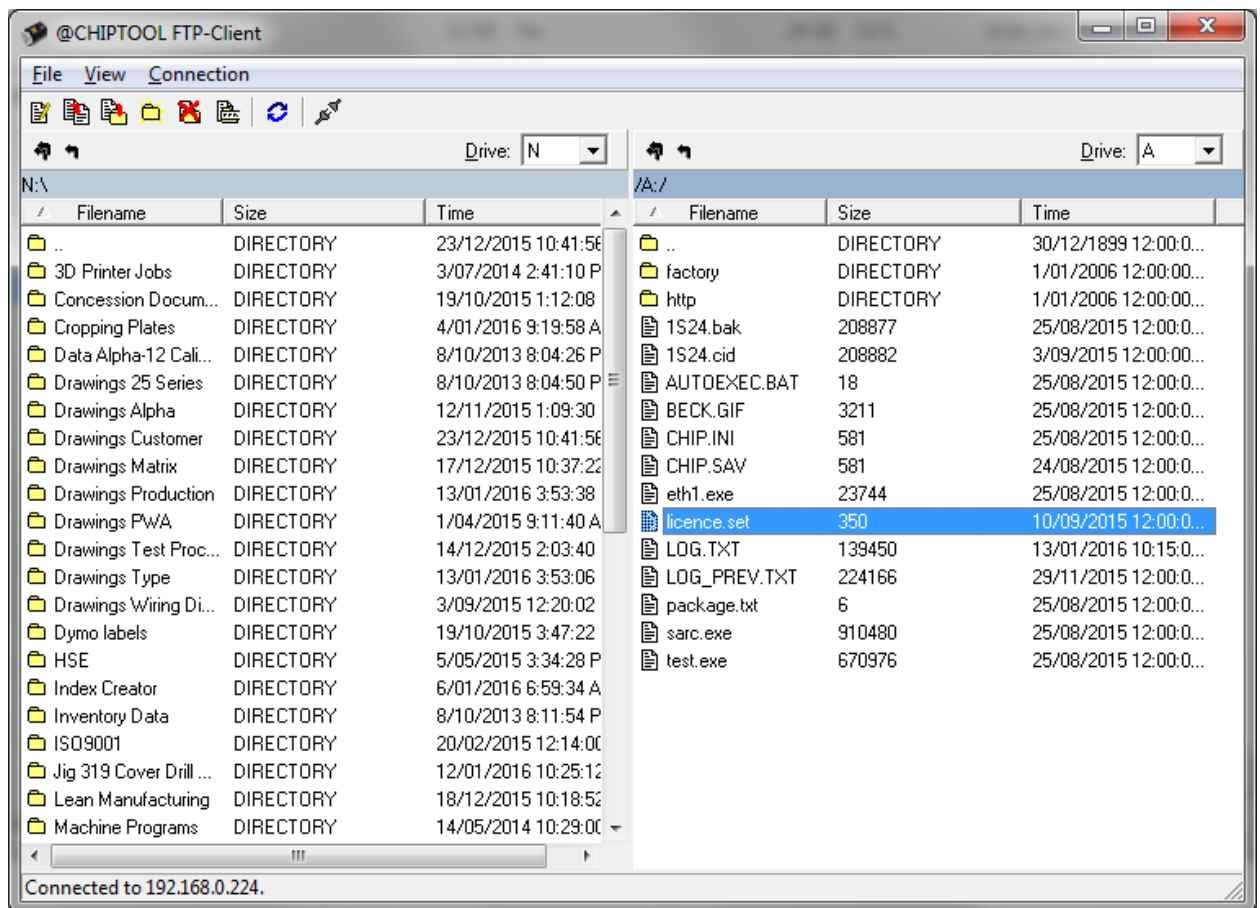 @CHIPTOOL FTP-Client
File View Connection
Drive: N
N:\
Filename Size Time
.. DIRECTORY 23/12/2015 10:41:56
3D Printer Jobs DIRECTORY 3/07/2014 2:41:10 P
Concession Docum... DIRECTORY 19/10/2015 1:12:08
Cropping Plates DIRECTORY 4/01/2016 9:19:58 A
Data Alpha-12 Cali... DIRECTORY 8/10/2013 8:04:26 P
Drawings 25 Series DIRECTORY 8/10/2013 8:04:50 P
Drawings Alpha DIRECTORY 12/11/2015 1:09:30
Drawings Customer DIRECTORY 23/12/2015 10:41:56
Drawings Matrix DIRECTORY 17/12/2015 10:37:22
Drawings Production DIRECTORY 13/01/2016 3:53:38
Drawings PWA DIRECTORY 1/04/2015 9:11:40 A
Drawings Test Proc... DIRECTORY 14/12/2015 2:03:40
Drawings Type DIRECTORY 13/01/2016 3:53:06
Drawings Wiring Di... DIRECTORY 3/09/2015 12:20:02
Dymo labels DIRECTORY 19/10/2015 3:47:22
HSE DIRECTORY 5/05/2015 3:34:28 P
Index Creator DIRECTORY 6/01/2016 6:59:34 A
Inventory Data DIRECTORY 8/10/2013 8:11:54 P
ISO9001 DIRECTORY 20/02/2015 12:14:00
Jig 319 Cover Drill ... DIRECTORY 12/01/2016 10:25:12
Lean Manufacturing DIRECTORY 18/12/2015 10:18:52
Machine Programs DIRECTORY 14/05/2014 10:29:00
Drive: A
/A:/
Filename Size Time
.. DIRECTORY 30/12/1899 12:00:0...
factory DIRECTORY 1/01/2006 12:00:00...
http DIRECTORY 1/01/2006 12:00:00...
1S24.bak 208877 25/08/2015 12:00:0...
1S24.cid 208882 3/09/2015 12:00:00...
AUTOEXEC.BAT 18 25/08/2015 12:00:0...
BECK.GIF 3211 25/08/2015 12:00:0...
CHIP.INI 581 25/08/2015 12:00:0...
CHIP.SAV 581 24/08/2015 12:00:0...
eth1.exe 23744 25/08/2015 12:00:0...
licence.set 350 10/09/2015 12:00:0...
LOG.TXT 139450 13/01/2016 10:15:0...
LOG_PREV.TXT 224166 29/11/2015 12:00:0...
package.txt 6 25/08/2015 12:00:0...
sarc.exe 910480 25/08/2015 12:00:0...
test.exe 670976 25/08/2015 12:00:0...
Connected to 192.168.0.224.